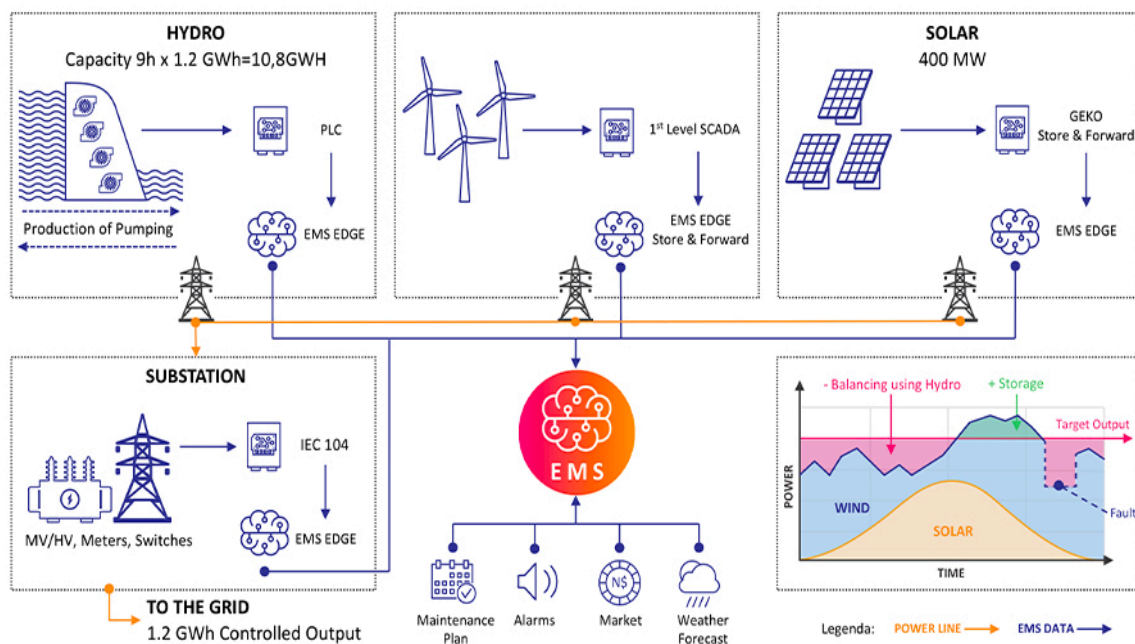 HYDRO
Capacity 9h x 1.2 GWh=10,8GWH
PLC
EMS EDGE
Production of Pumping
1st Level SCADA
EMS EDGE
Store & Forward
SOLAR
400 MW
GEKO
Store & Forward
EMS EDGE
SUBSTATION
IEC 104
EMS EDGE
MV/HV, Meters, Switches
TO THE GRID
1.2 GWh Controlled Output
EMS
Maintenance
Plan
Alarms
N$
Market
Weather
Forecast
- Balancing using Hydro
+ Storage
Target Output
POWER
WIND
SOLAR
Fault
TIME
Legenda: POWER LINE EMS DATA